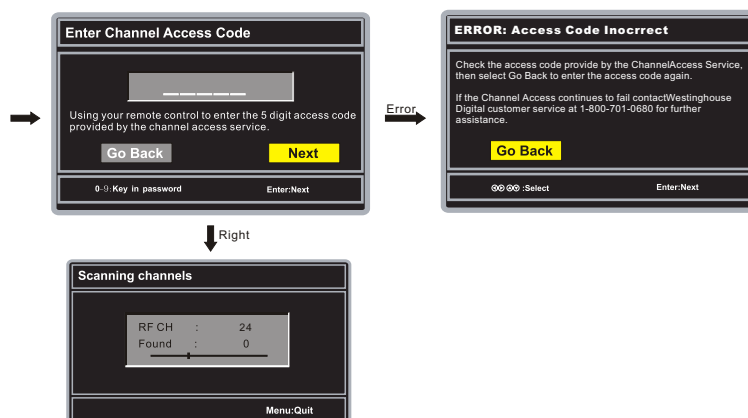 Enter Channel Access Code
_ _ _ _ _
Using your remote control to enter the 5 digit access code
provided by the channel access service.
Go Back
Next
0-9:Key in password
Enter:Next
Error
ERROR: Access Code Inocrrect
Check the access code provide by the ChannelAccess Service,
then select Go Back to enter the access code again.
If the Channel Access continues to fail contactWestinghouse
Digital customer service at 1-800-701-0680 for further
assistance.
Go Back
:Select
Enter:Next
Right
Scanning channels
RF CH : 24
Found : 0
Menu:Quit